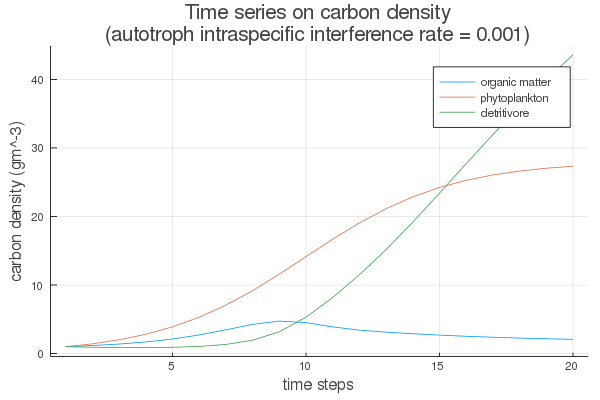 Time series on carbon density
(autotroph intraspecific interference rate = 0.001)
carbon density (gm^-3)
40
30
20
10
0
organic matter
phytoplankton
detritivore
5
10
15
20
time steps